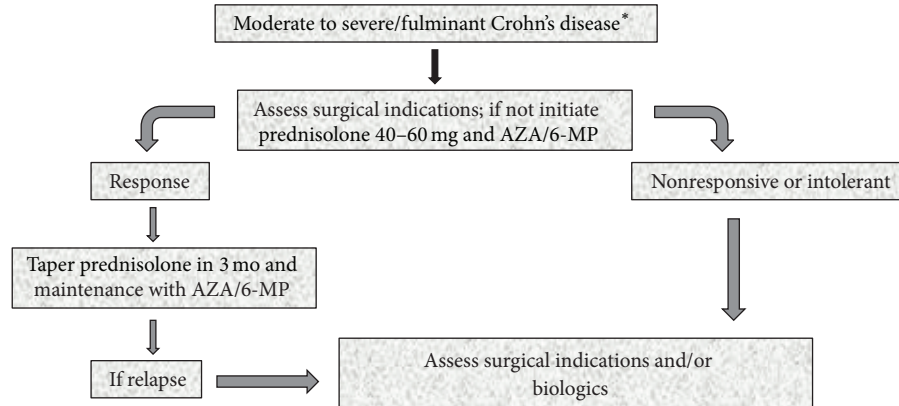 Moderate to severe/fulminant Crohn's disease*
Assess surgical indications; if not initiate
prednisolone 40–60 mg and AZA/6-MP
Response
Nonresponsive or intolerant
Taper prednisolone in 3 mo and
maintenance with AZA/6-MP
If relapse
Assess surgical indications and/or
biologics